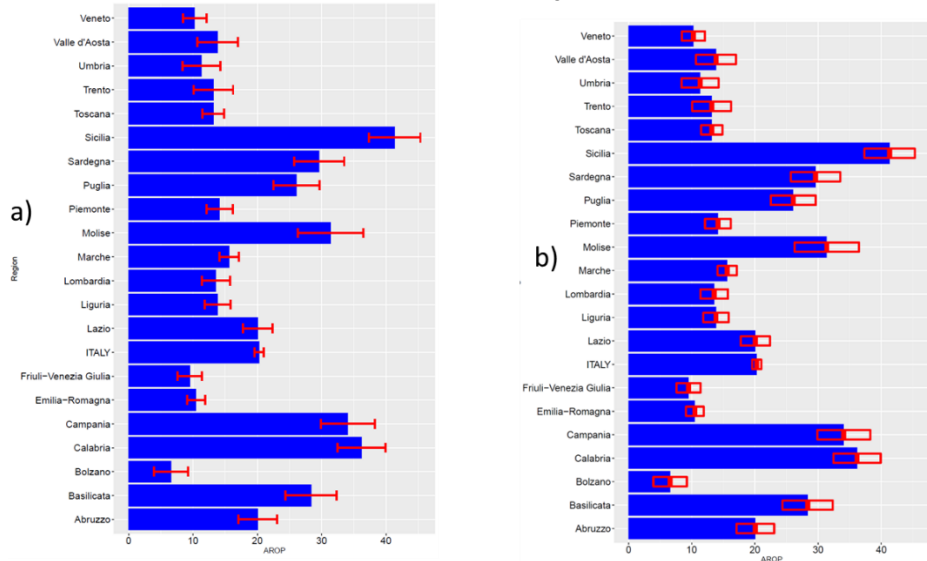 a)
Region
Veneto
Valle d'Aosta
Umbria
Trento
Toscana
Sicilia
Sardegna
Puglia
Piemonte
Molise
Marche
Lombardia
Liguria
Lazio
ITALY
Friuli-Venezia Giulia
Emilia-Romagna
Campania
Calabria
Bolzano
Basilicata
Abruzzo
0 10 20 30 40
AROP
b)
Veneto
Valle d'Aosta
Umbria
Trento
Toscana
Sicilia
Sardegna
Puglia
Piemonte
Molise
Marche
Lombardia
Liguria
Lazio
ITALY
Friuli-Venezia Giulia
Emilia-Romagna
Campania
Calabria
Bolzano
Basilicata
Abruzzo
0 10 20 30 40
AROP